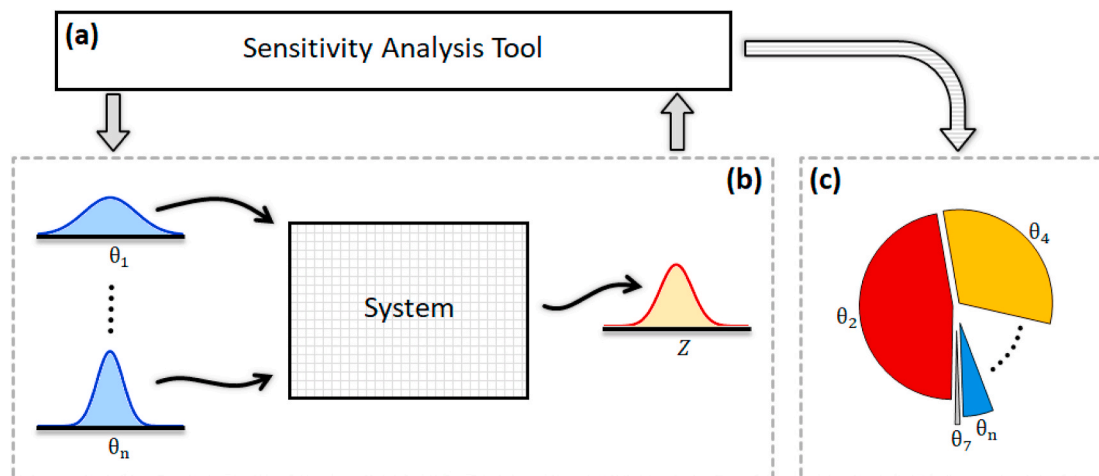 (a)
Sensitivity Analysis Tool
(b)
θ₁
θₙ
System
Z
(c)
θ₄
θ₂
θ₇
θₙ